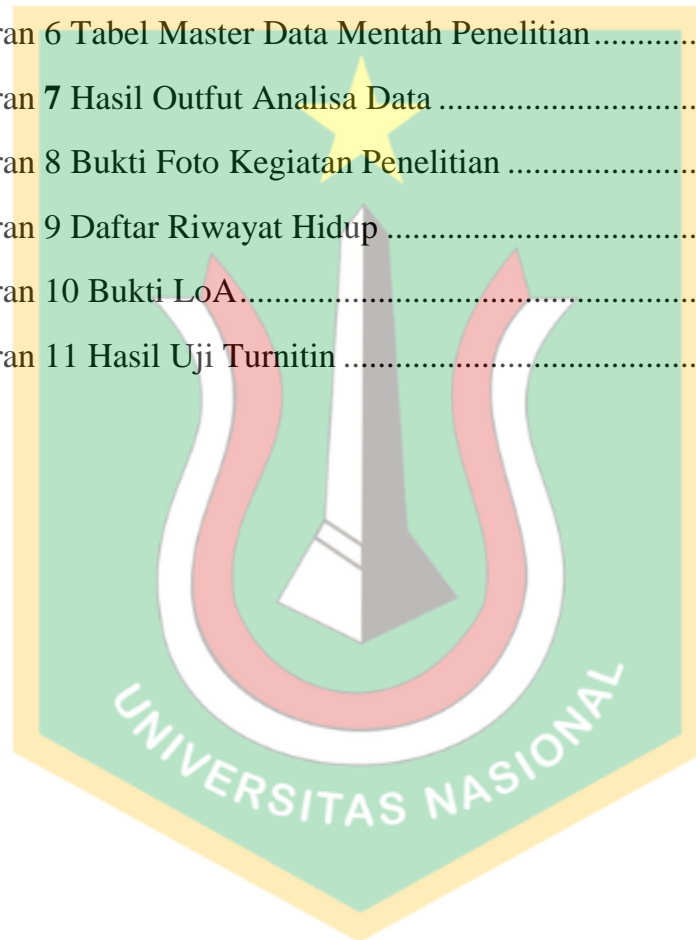 ran 6 Tabel Master Data Mentah Penelitian............
ran 7 Hasil Outfut Analisa Data..................................
ran 8 Bukti Foto Kegiatan Penelitian........................
ran 9 Daftar Riwayat Hidup........................................
ran 10 Bukti LoA............................................................
ran 11 Hasil Uji Turnitin..............................................
UNIVERSITAS NASIONAL